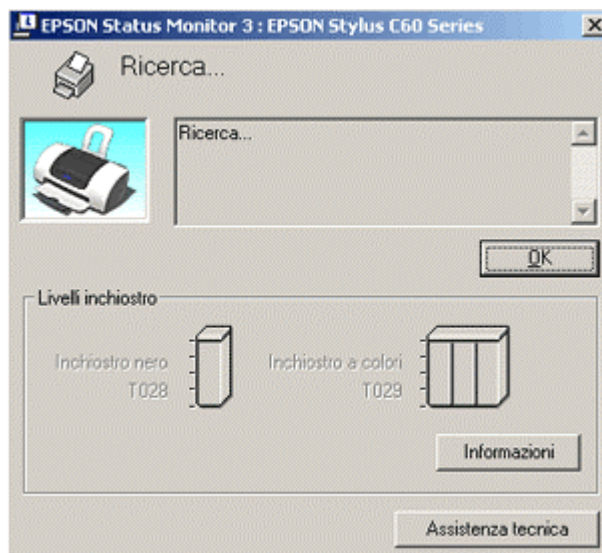 EPSON Status Monitor 3 : EPSON Stylus C60 Series
Ricerca...
Ricerca...
OK
Livelli inchiostro
Inchiostro nero
T028
Inchiostro a colori
T029
Informazioni
Assistenza tecnica